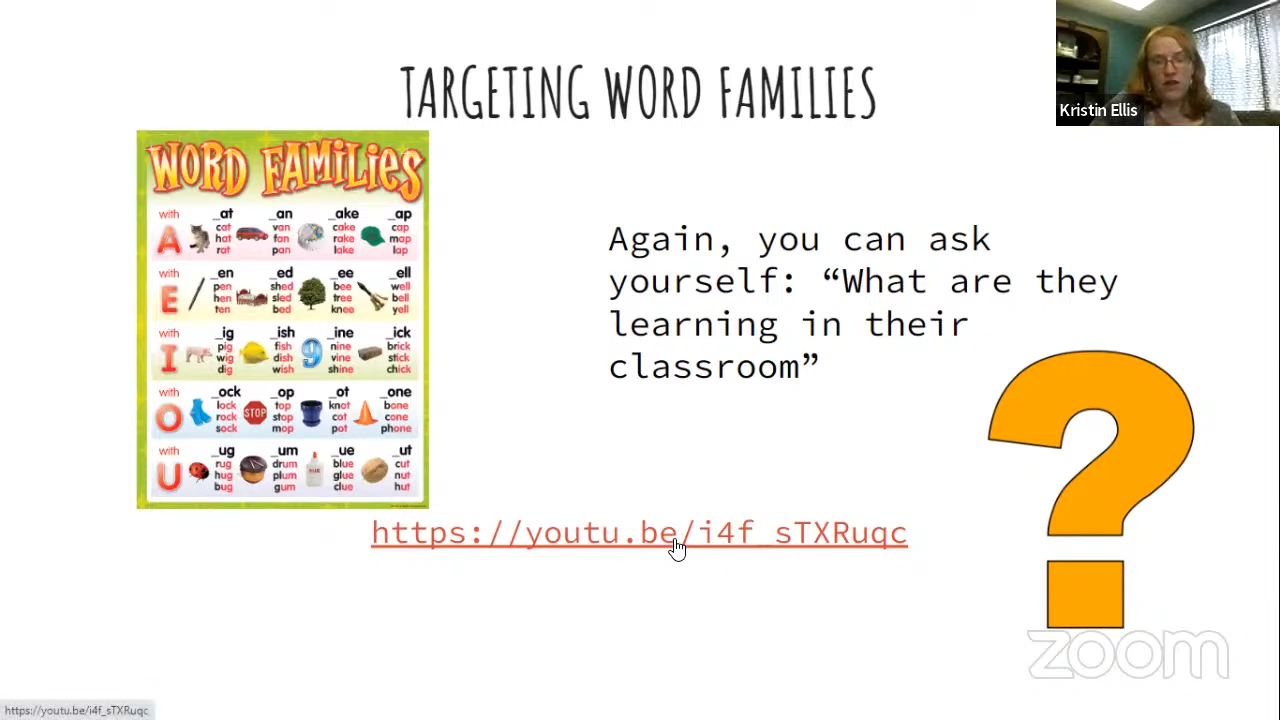 TARGETING WORD FAMILIES
Kristin Ellis
WORD FAMILIES
with _at _an _ake _ap
A cat van cake cap
hat fan rake map
rat pan lake lap
with _en _ed _ee _ell
E pen shed bee well
hen sled tree bell
ten bed knee yell
with _ig _ish _ine _ick
I pig fish 9 nine brick
wig dish vine stick
dig wish shine chick
with _ock _op _ot _one
O lock STOP top knot bone
rock stop cot cone
sock mop pot phone
with _ug _um _ue _ut
U rug drum blue cut
hug plum glue nut
bug gum clue hut
Again, you can ask
yourself: “What are they
learning in their
classroom”
?
https://youtu.be/i4f_sTXRuqc
zoom
https://youtu.be/i4f_sTXRuqc